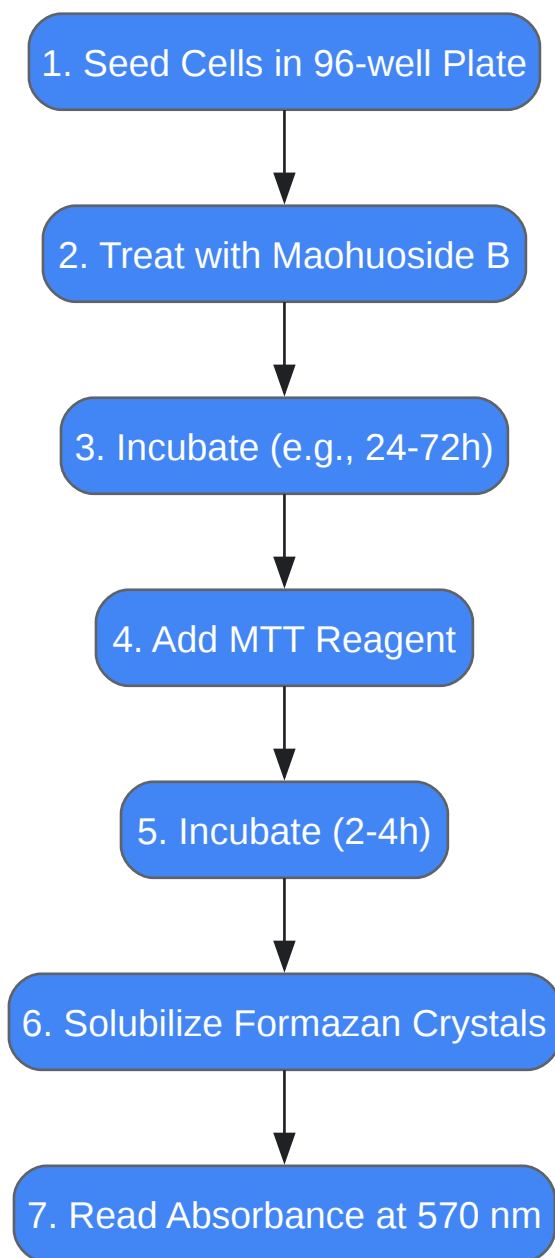 1. Seed Cells in 96-well Plate
2. Treat with Maohuoside B
3. Incubate (e.g., 24-72h)
4. Add MTT Reagent
5. Incubate (2-4h)
6. Solubilize Formazan Crystals
7. Read Absorbance at 570 nm